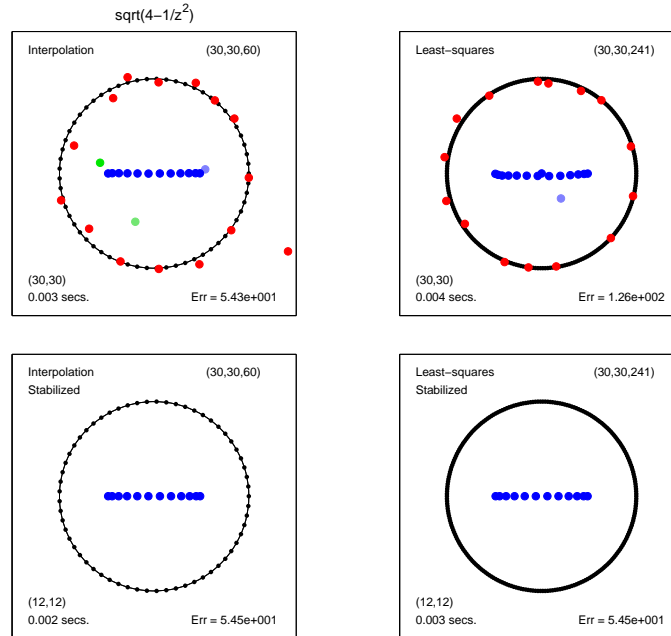 sqrt(4−1/z²)
Interpolation (30,30,60)
(30,30)
0.003 secs. Err = 5.43e+001
Least−squares (30,30,241)
(30,30)
0.004 secs. Err = 1.26e+002
Interpolation (30,30,60)
Stabilized
(12,12)
0.002 secs. Err = 5.45e+001
Least−squares (30,30,241)
Stabilized
(12,12)
0.003 secs. Err = 5.45e+001